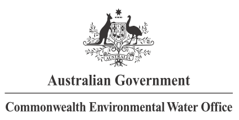 Australian Government
Commonwealth Environmental Water Office